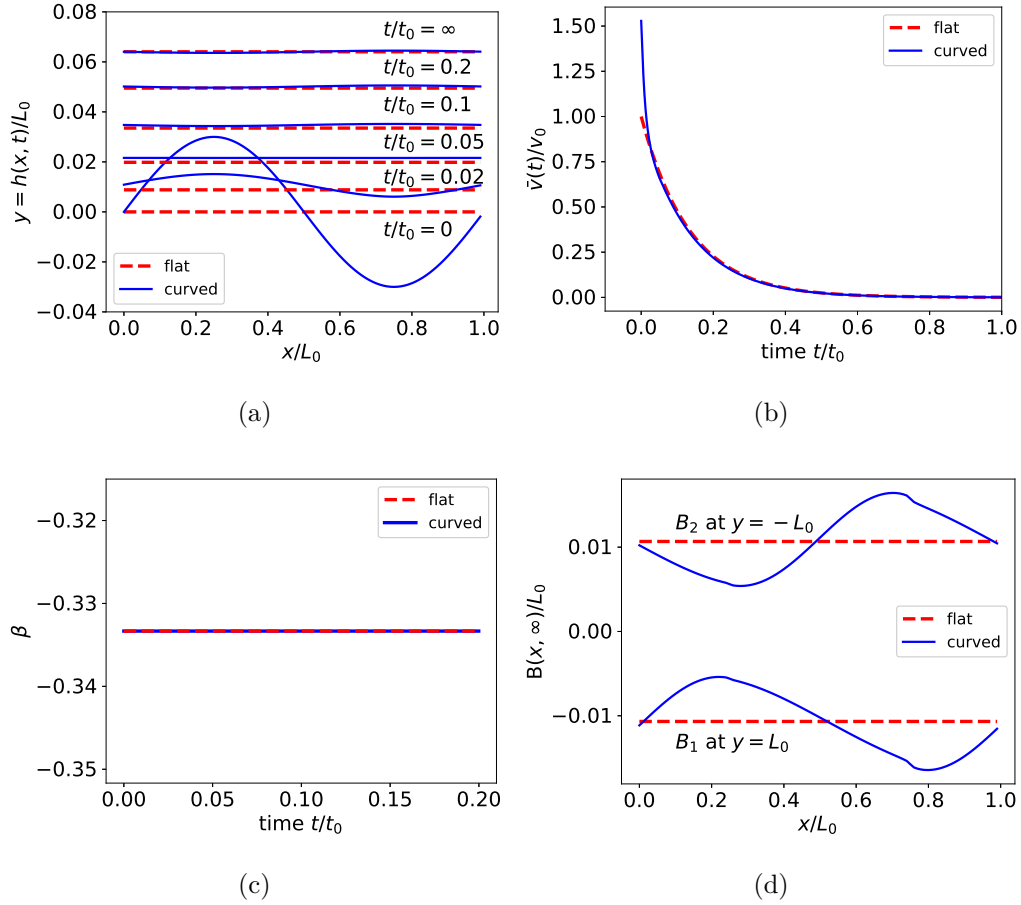 0.08
0.06
0.04
0.02
0.00
−0.02
−0.04
y = h(x, t)/L₀
t/t₀ = ∞
t/t₀ = 0.2
t/t₀ = 0.1
t/t₀ = 0.05
t/t₀ = 0.02
t/t₀ = 0
flat
curved
0.0 0.2 0.4 0.6 0.8 1.0
x/L₀
(a)
1.50
1.25
1.00
0.75
0.50
0.25
0.00
v̄(t)/v₀
flat
curved
0.0 0.2 0.4 0.6 0.8 1.0
time t/t₀
(b)
−0.32
−0.33
−0.34
−0.35
β
flat
curved
0.00 0.05 0.10 0.15 0.20
time t/t₀
(c)
0.01
0.00
−0.01
B(x, ∞)/L₀
B₂ at y = −L₀
flat
curved
B₁ at y = L₀
0.0 0.2 0.4 0.6 0.8 1.0
x/L₀
(d)